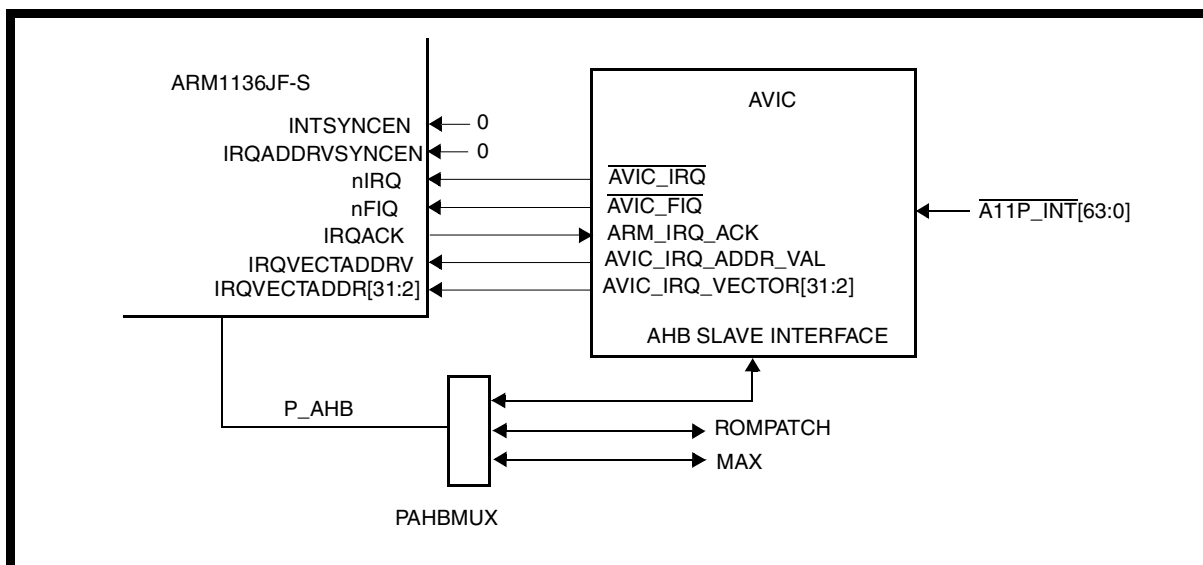 ARM1136JF-S
AVIC
INTSYNCEN
0
IRQADDRVSYNCEN
0
nIRQ
AVIC_IRQ
nFIQ
AVIC_FIQ
A11P_INT[63:0]
IRQACK
ARM_IRQ_ACK
IRQVECTADDRV
AVIC_IRQ_ADDR_VAL
IRQVECTADDR[31:2]
AVIC_IRQ_VECTOR[31:2]
AHB SLAVE INTERFACE
P_AHB
ROMPATCH
MAX
PAHBMUX